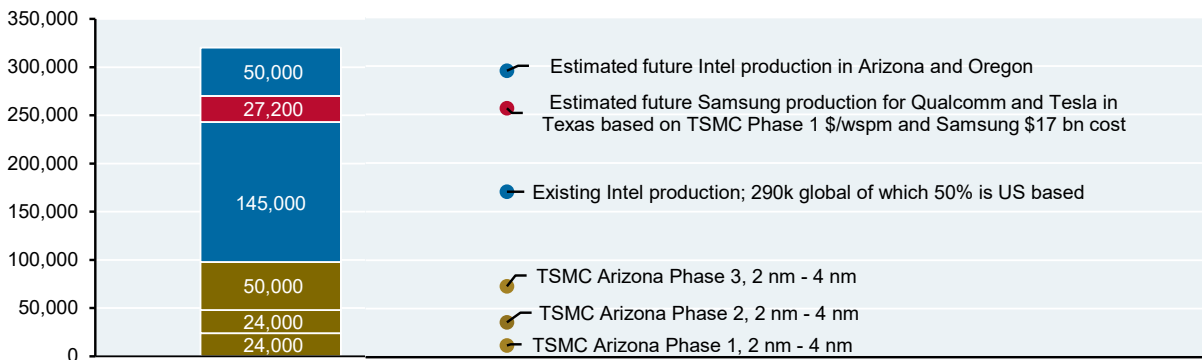 350,000
300,000
250,000
200,000
150,000
100,000
50,000
0
50,000
27,200
145,000
50,000
24,000
24,000
Estimated future Intel production in Arizona and Oregon
Estimated future Samsung production for Qualcomm and Tesla in
Texas based on TSMC Phase 1 $/wspm and Samsung $17 bn cost
Existing Intel production; 290k global of which 50% is US based
TSMC Arizona Phase 3, 2 nm - 4 nm
TSMC Arizona Phase 2, 2 nm - 4 nm
TSMC Arizona Phase 1, 2 nm - 4 nm